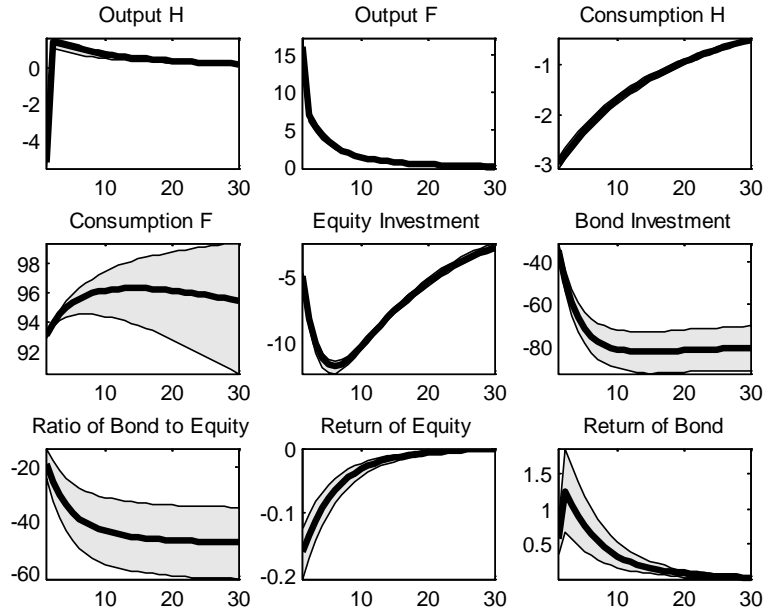 Output H
Output F
Consumption H
0
-2
-4
10 20 30
15
10
5
0
10 20 30
-1
-2
-3
10 20 30
Consumption F
Equity Investment
Bond Investment
98
96
94
92
10 20 30
-5
-10
10 20 30
-40
-60
-80
10 20 30
Ratio of Bond to Equity
Return of Equity
Return of Bond
-20
-40
-60
10 20 30
0
-0.1
-0.2
10 20 30
1.5
1
0.5
10 20 30